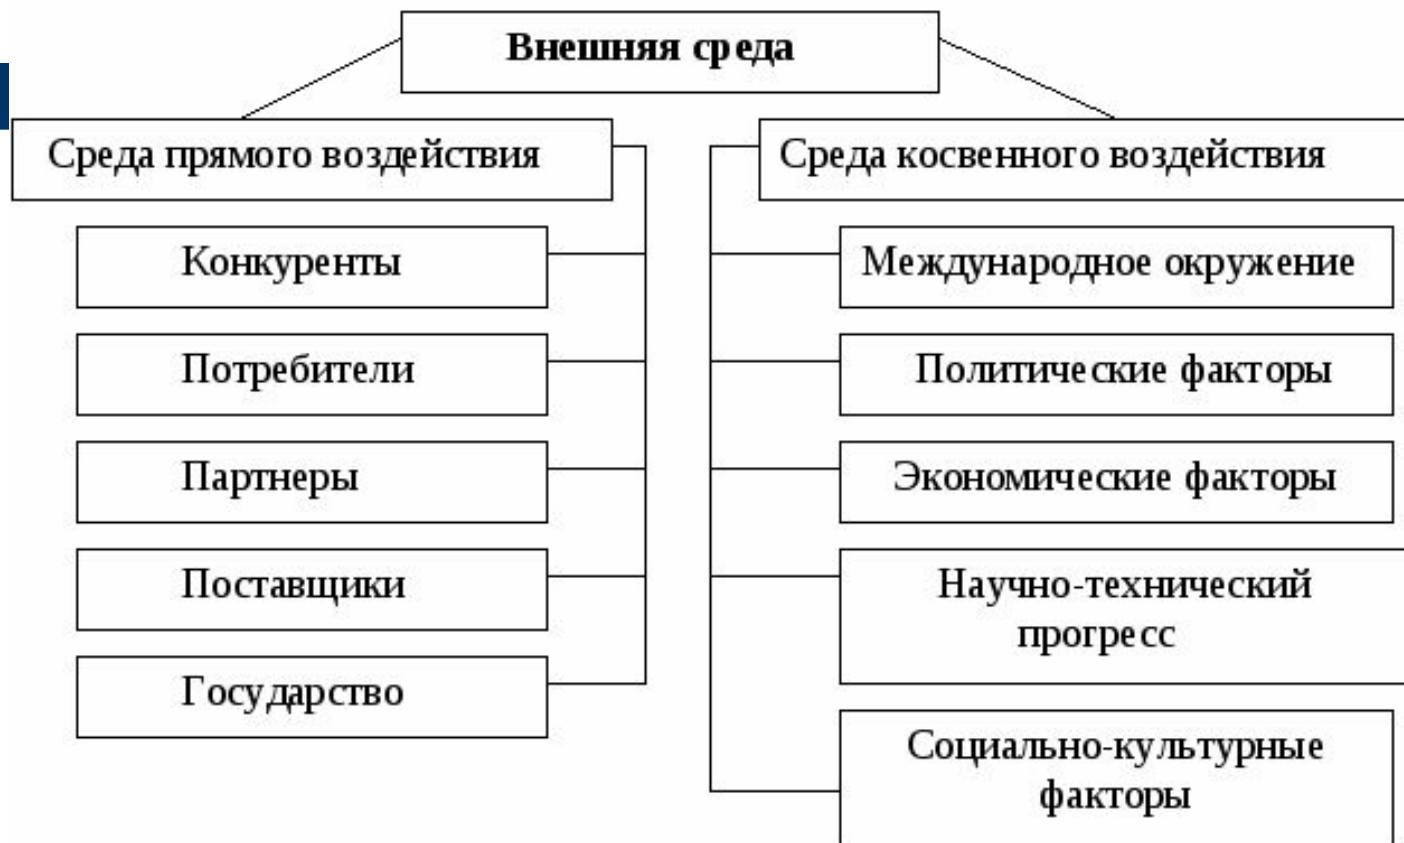 Внешняя среда
Среда прямого воздействия
Конкуренты
Потребители
Партнеры
Поставщики
Государство
Среда косвенного воздействия
Международное окружение
Политические факторы
Экономические факторы
Научно-технический
прогресс
Социально-культурные
факторы